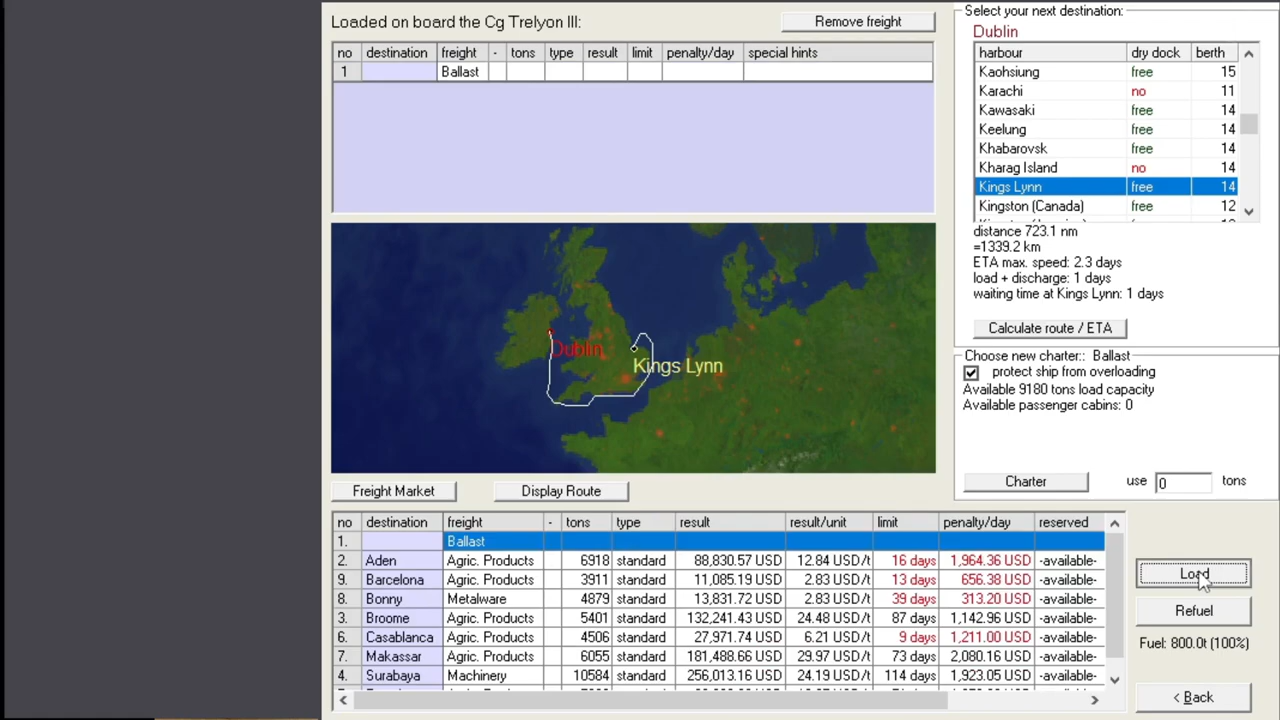 Loaded on board the Cg Trelyon III:
Remove freight
no destination freight - tons type result limit penalty/day special hints
1 Ballast
Dublin
Kings Lynn
Freight Market
Display Route
no destination freight - tons type result result/unit limit penalty/day reserved
1. Ballast
2. Aden Agric. Products 6918 standard 88,830.57 USD 12.84 USD/t 16 days 1,964.36 USD -available-
9. Barcelona Agric. Products 3911 standard 11,085.19 USD 2.83 USD/t 13 days 656.38 USD -available-
8. Bonny Metalware 4879 standard 13,831.72 USD 2.83 USD/t 39 days 313.20 USD -available-
3. Broome Agric. Products 5401 standard 132,241.43 USD 24.48 USD/t 87 days 1,142.96 USD -available-
6. Casablanca Agric. Products 4506 standard 27,971.74 USD 6.21 USD/t 9 days 1,211.00 USD -available-
7. Makassar Agric. Products 6055 standard 181,488.66 USD 29.97 USD/t 73 days 2,080.16 USD -available-
4. Surabaya Machinery 10584 standard 256,013.16 USD 24.19 USD/t 114 days 1,923.05 USD -available-
Select your next destination:
Dublin
harbour dry dock berth
Kaohsiung free 15
Karachi no 11
Kawasaki free 14
Keelung free 14
Khabarovsk free 14
Kharag Island no 14
Kings Lynn free 14
Kingston (Canada) free 12
distance 723.1 nm
=1339.2 km
ETA max. speed: 2.3 days
load + discharge: 1 days
waiting time at Kings Lynn: 1 days
Calculate route / ETA
Choose new charter:: Ballast
protect ship from overloading
Available 9180 tons load capacity
Available passenger cabins: 0
Charter
use 0 tons
Load
Refuel
Fuel: 800.0t (100%)
< Back